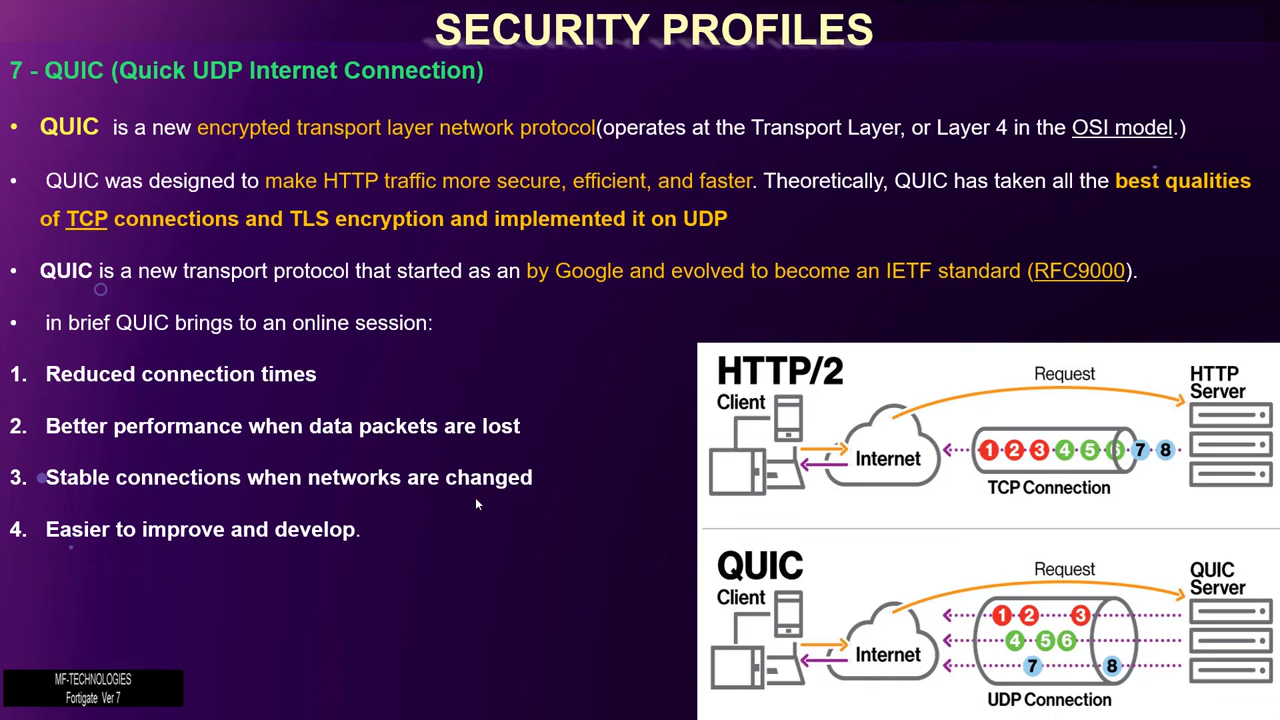 SECURITY PROFILES
7 - QUIC (Quick UDP Internet Connection)
• QUIC is a new encrypted transport layer network protocol(operates at the Transport Layer, or Layer 4 in the OSI model.)
• QUIC was designed to make HTTP traffic more secure, efficient, and faster. Theoretically, QUIC has taken all the best qualities
of TCP connections and TLS encryption and implemented it on UDP
• QUIC is a new transport protocol that started as an by Google and evolved to become an IETF standard (RFC9000).
• in brief QUIC brings to an online session:
1. Reduced connection times
2. Better performance when data packets are lost
3. Stable connections when networks are changed
4. Easier to improve and develop.
HTTP/2
Client
Request
HTTP
Server
Internet
1 2 3 4 5 6 7 8
TCP Connection
QUIC
Client
Request
QUIC
Server
1 2 3
4 5 6
Internet
7 8
UDP Connection
MF-TECHNOLOGIES
Fortigate Ver 7